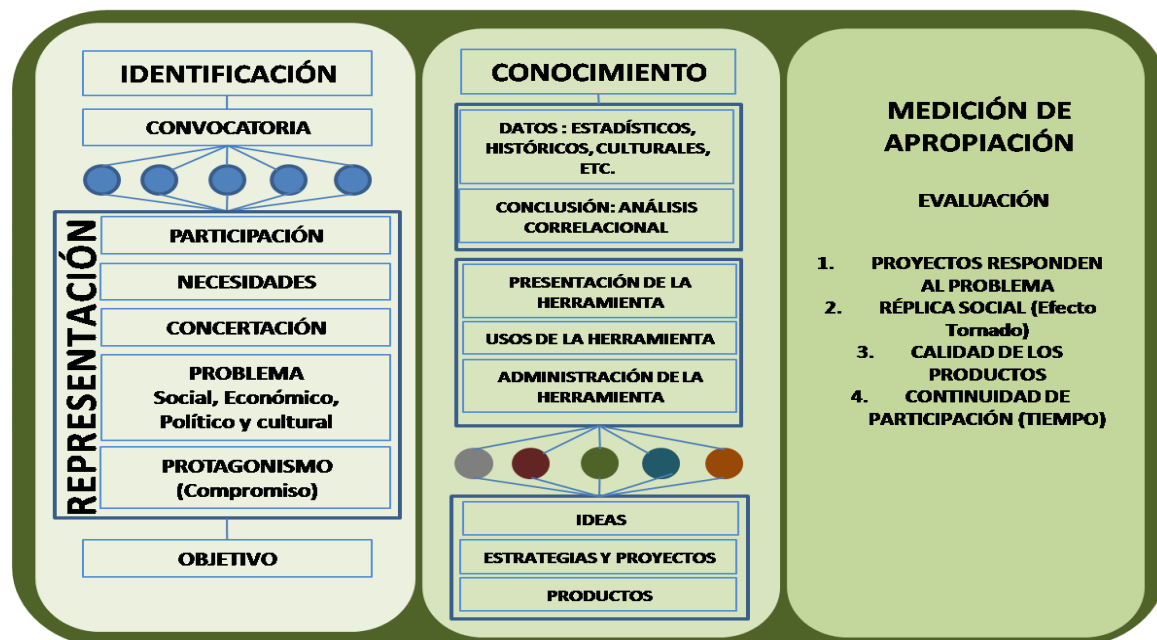 IDENTIFICACIÓN
CONVOCATORIA
REPRESENTACIÓN
PARTICIPACIÓN
NECESIDADES
CONCERTACIÓN
PROBLEMA
Social, Económico,
Político y cultural
PROTAGONISMO
(Compromiso)
OBJETIVO
CONOCIMIENTO
DATOS : ESTADÍSTICOS,
HISTÓRICOS, CULTURALES,
ETC.
CONCLUSIÓN: ANÁLISIS
CORRELACIONAL
PRESENTACIÓN DE LA
HERRAMIENTA
USOS DE LA HERRAMIENTA
ADMINISTRACIÓN DE LA
HERRAMIENTA
IDEAS
ESTRATEGIAS Y PROYECTOS
PRODUCTOS
MEDICIÓN DE
APROPIACIÓN
EVALUACIÓN
1. PROYECTOS RESPONDEN
AL PROBLEMA
2. RÉPLICA SOCIAL (Efecto
Tornado)
3. CALIDAD DE LOS
PRODUCTOS
4. CONTINUIDAD DE
PARTICIPACIÓN (TIEMPO)